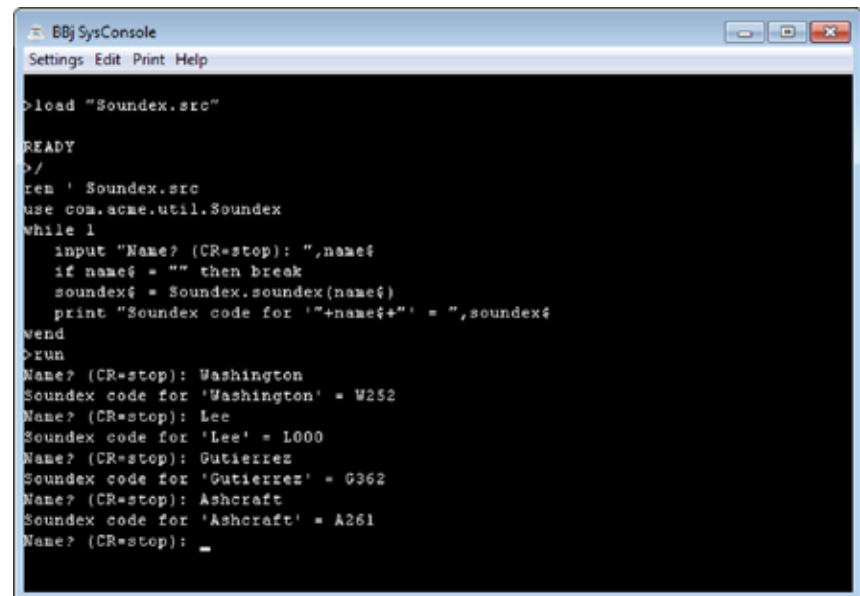 BBj SysConsole
Settings Edit Print Help
>load "Soundex.src"
READY
>/
rem ' Soundex.src
use com.acme.util.Soundex
while 1
input "Name? (CR=stop): ",name$
if name$ = "" then break
soundex$ = Soundex.soundex(name$)
print "Soundex code for '"+name$+"' = ",soundex$
wend
>run
Name? (CR=stop): Washington
Soundex code for 'Washington' = W252
Name? (CR=stop): Lee
Soundex code for 'Lee' = L000
Name? (CR=stop): Gutierrez
Soundex code for 'Gutierrez' = G362
Name? (CR=stop): Ashcraft
Soundex code for 'Ashcraft' = A261
Name? (CR=stop): _